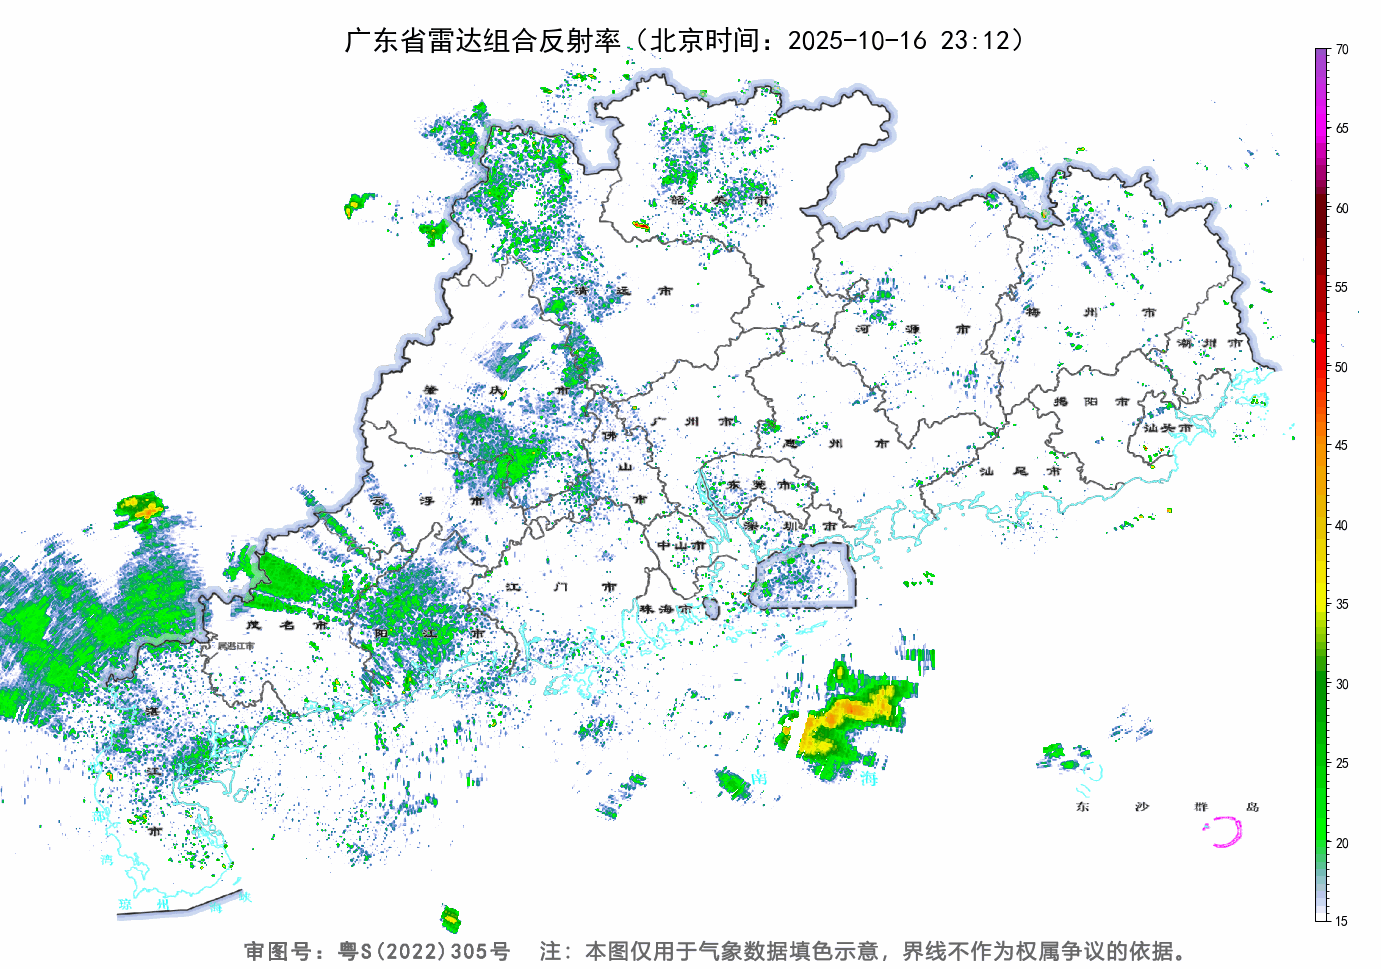 广东省雷达组合反射率（北京时间：2025-10-16 23:12）
70
65
60
55
50
45
40
35
30
25
20
15
韶关市
清远市
河源市
梅州市
潮州市
肇庆市
广州市
佛山市
惠州市
揭阳市
汕头市
汕尾市
云浮市
东莞市
深圳市
中山市
江门市
珠海市
茂名市
阳江市
属湛江市
湛江市
南海
东沙群岛
湾
琼州海峡
审图号：粤S(2022)305号 注：本图仅用于气象数据填色示意，界线不作为权属争议的依据。